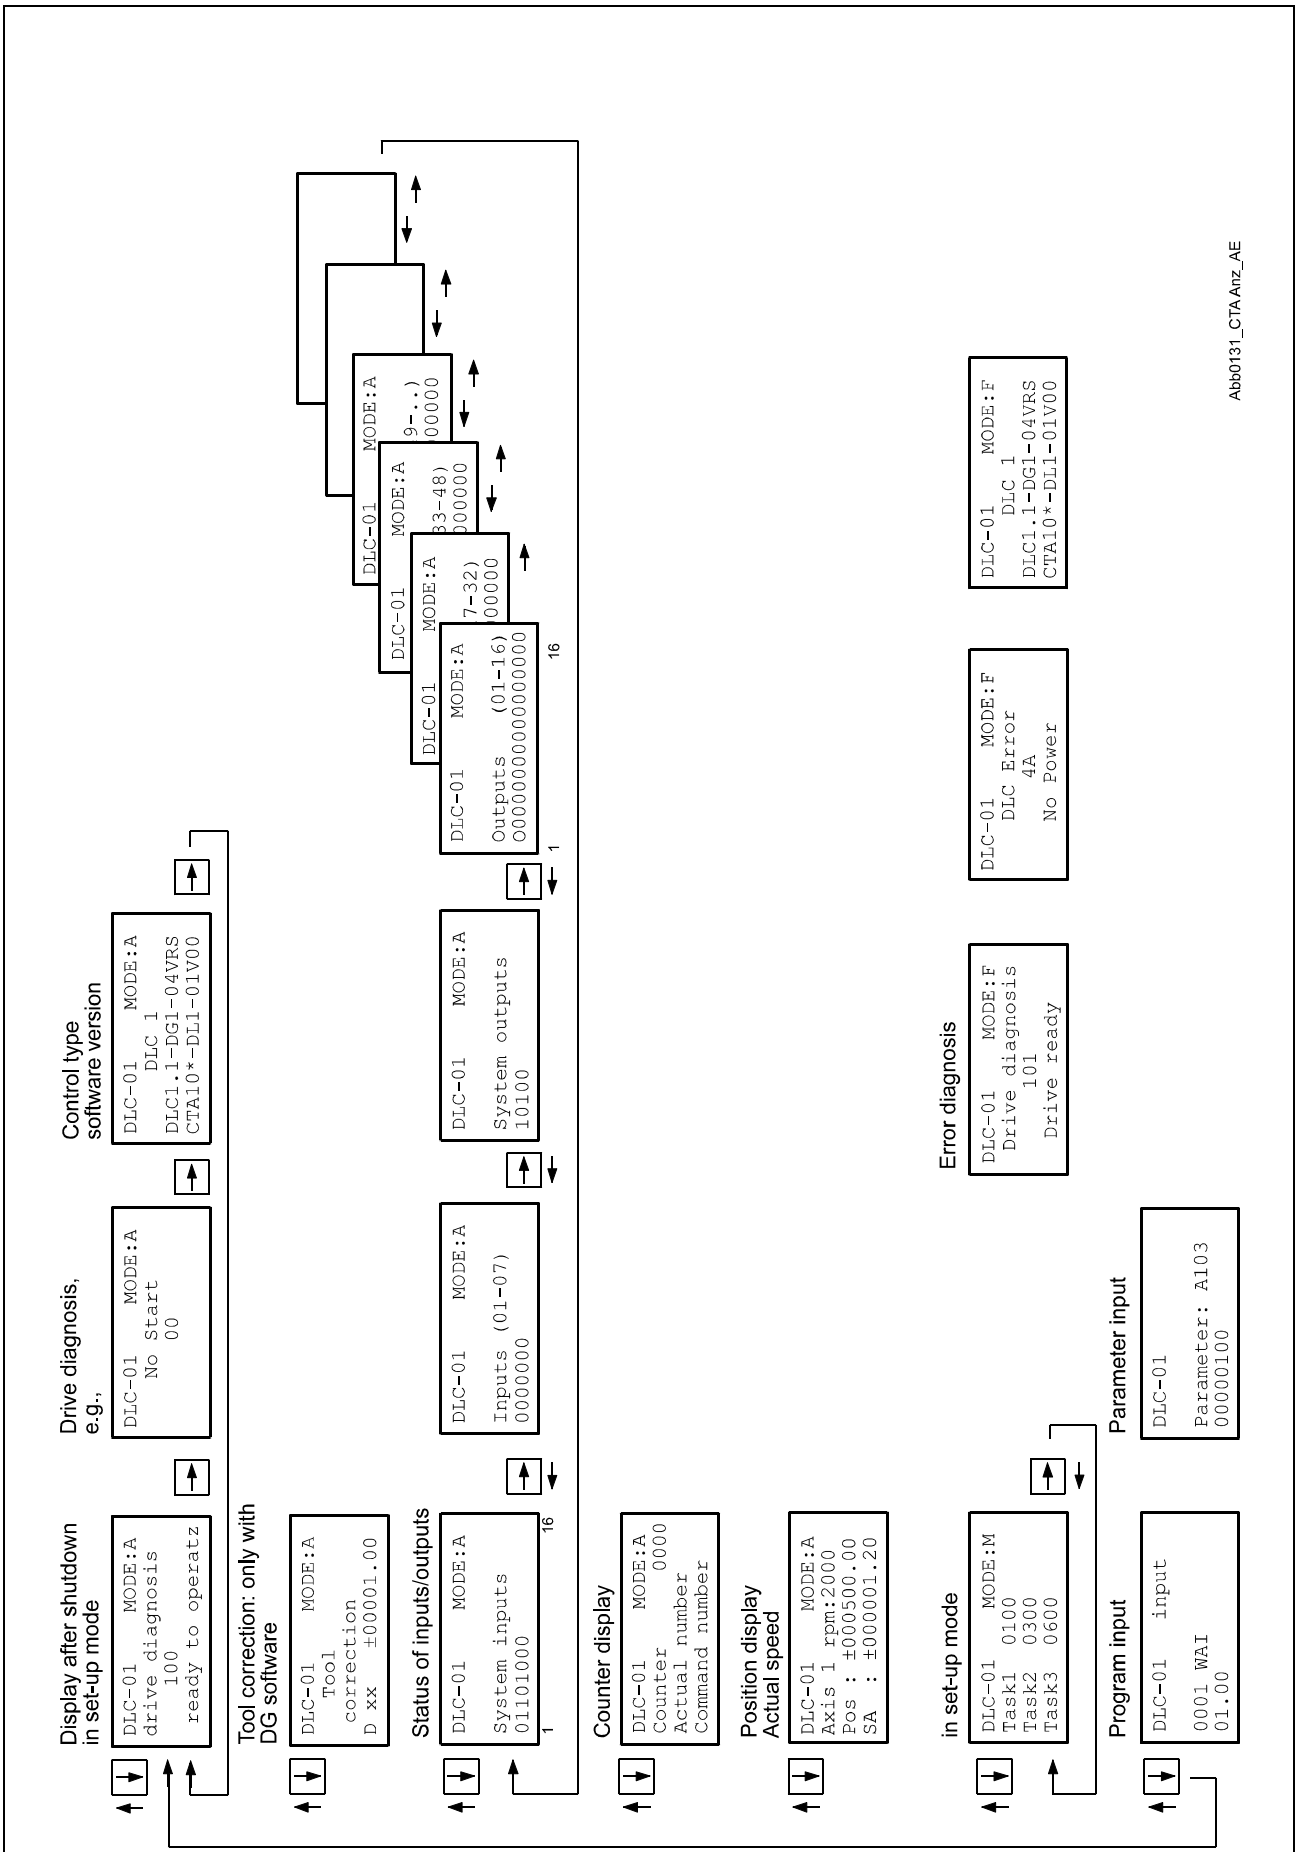 Display after shutdown
in set-up mode
DLC-01 MODE:A
drive diagnosis
100
ready to operatz
Drive diagnosis,
e.g.,
DLC-01 MODE:A
No Start
00
Control type
software version
DLC-01 MODE:A
DLC 1
DLC1.1-DG1-04VRS
CTA10*-DL1-01V00
Tool correction: only with
DG software
DLC-01 MODE:A
Tool
correction
D xx ±00001.00
Status of inputs/outputs
DLC-01 MODE:A
System inputs
01101000
1 16
DLC-01 MODE:A
Inputs (01-07)
0000000
DLC-01 MODE:A
System outputs
10100
DLC-01 MODE:A
Outputs (01-16)
0000000000000000
1 16
DLC-01 MODE:A
7-32)
000000
DLC-01 MODE:A
33-48)
000000
DLC-01 MODE:A
9-..)
00000
Counter display
DLC-01 MODE:A
Counter 0000
Actual number
Command number
Position display
Actual speed
DLC-01 MODE:A
Axis 1 rpm:2000
Pos : ±000500.00
SA : ±000001.20
in set-up mode
DLC-01 MODE:M
Task1 0100
Task2 0300
Task3 0600
Error diagnosis
DLC-01 MODE:F
Drive diagnosis
101
Drive ready
DLC-01 MODE:F
DLC Error
4A
No Power
DLC-01 MODE:F
DLC 1
DLC1.1-DG1-04VRS
CTA10*-DL1-01V00
Program input
DLC-01 input
0001 WAI
01.00
Parameter input
DLC-01
Parameter: A103
00000100
Abb0131_CTA Anz_AE